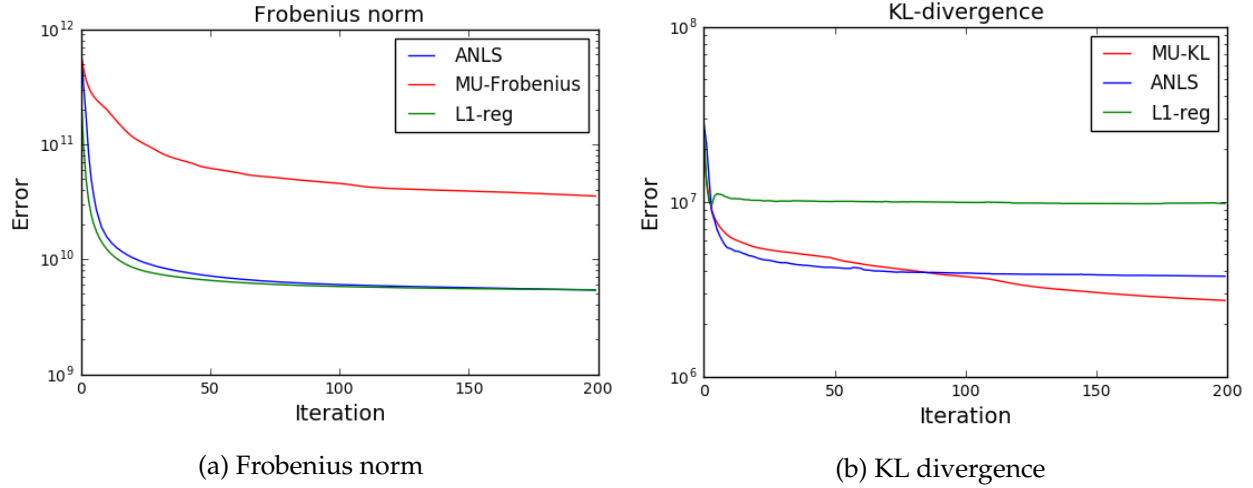 Frobenius norm
10^12
10^11
10^10
10^9
Error
ANLS
MU-Frobenius
L1-reg
0 50 100 150 200
Iteration
(a) Frobenius norm
KL-divergence
10^8
10^7
10^6
Error
MU-KL
ANLS
L1-reg
0 50 100 150 200
Iteration
(b) KL divergence